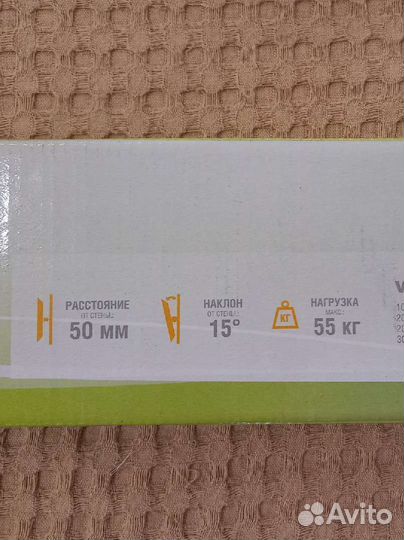 РАССТОЯНИЕ
ОТ СТЕНЫ:
50 ММ
НАКЛОН
ОТ СТЕНЫ:
15°
КГ
НАГРУЗКА
МАКС.:
55 КГ
V
Avito